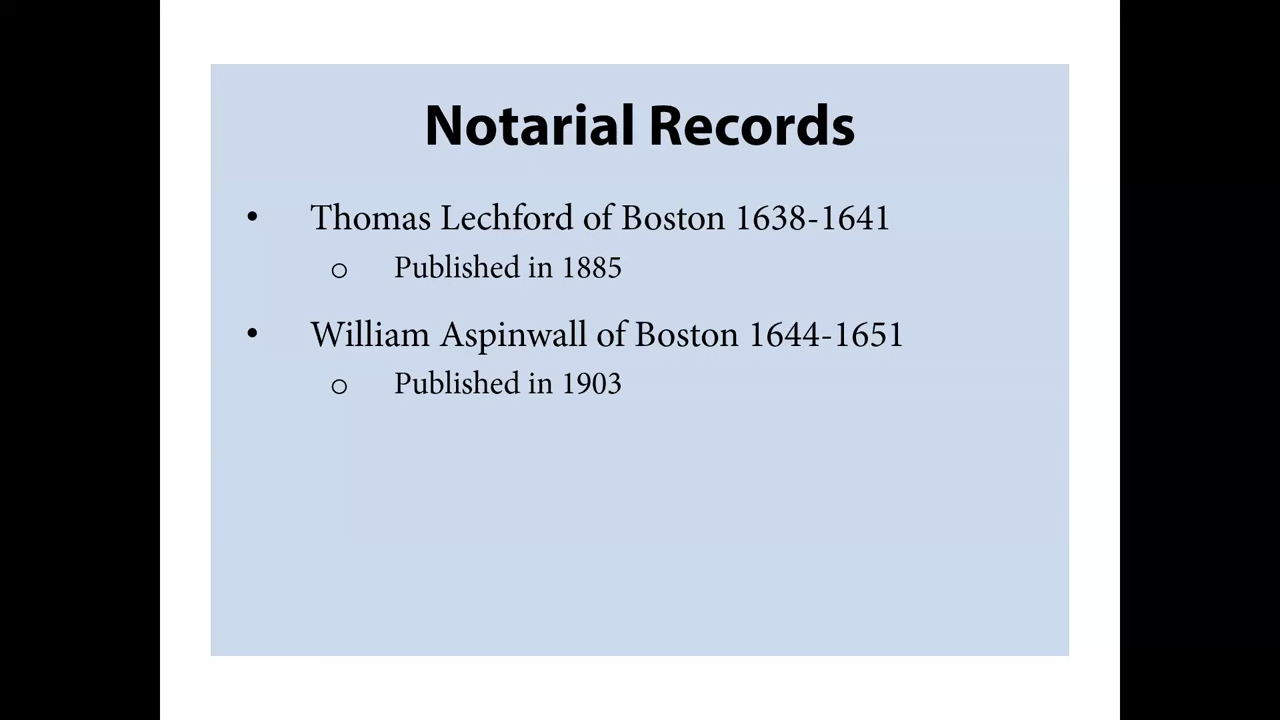 Notarial Records
• Thomas Lechford of Boston 1638-1641
o Published in 1885
• William Aspinwall of Boston 1644-1651
o Published in 1903